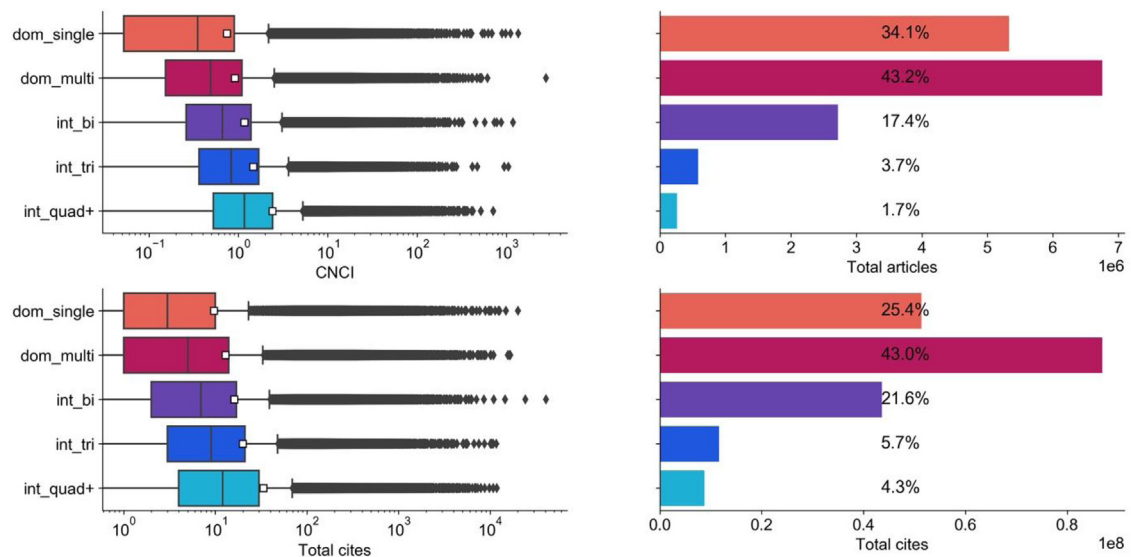 dom_single
dom_multi
int_bi
int_tri
int_quad+
10⁻¹ 10⁰ 10¹ 10² 10³
CNCI
34.1%
43.2%
17.4%
3.7%
1.7%
0 1 2 3 4 5 6 7
Total articles
1e6
dom_single
dom_multi
int_bi
int_tri
int_quad+
10⁰ 10¹ 10² 10³ 10⁴
Total cites
25.4%
43.0%
21.6%
5.7%
4.3%
0.0 0.2 0.4 0.6 0.8
Total cites
1e8